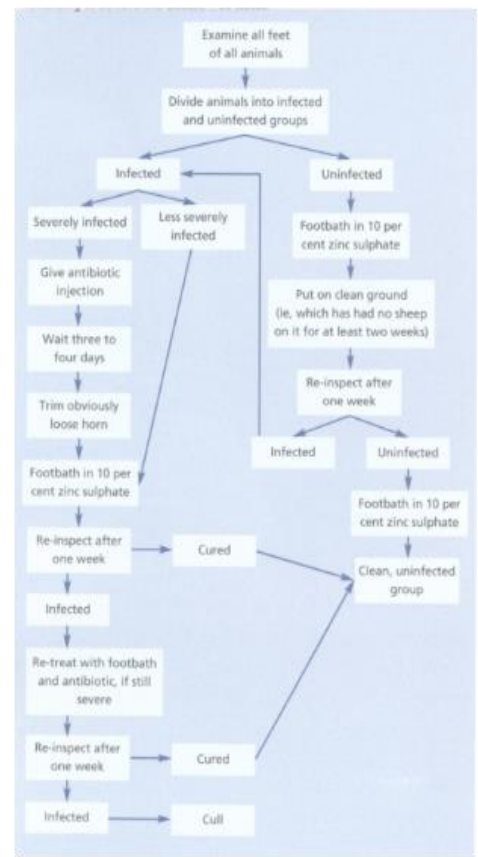 Examine all feet
of all animals
Divide animals into infected
and uninfected groups
Infected
Uninfected
Severely infected
Less severely
infected
Footbath in 10 per
cent zinc sulphate
Give antibiotic
injection
Put on clean ground
(ie, which has had no sheep
on it for at least two weeks)
Wait three to
four days
Re-inspect after
one week
Trim obviously
loose horn
Infected
Uninfected
Footbath in 10 per
cent zinc sulphate
Footbath in 10 per
cent zinc sulphate
Re-inspect after
one week
Cured
Clean, uninfected
group
Infected
Re-treat with footbath
and antibiotic, if still
severe
Re-inspect after
one week
Cured
Infected
Cull